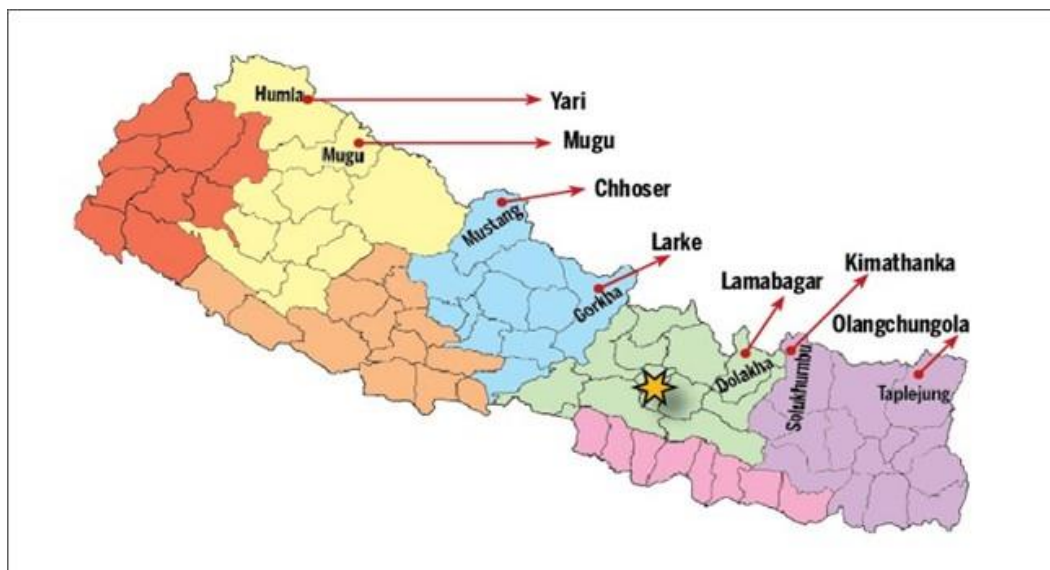 Humla
Yari
Mugu
Mugu
Chhoser
Mustang
Larke
Gorkha
Lamabagar
Dolakha
Kimathanka
Solukhumbu
Olangchungola
Taplejung